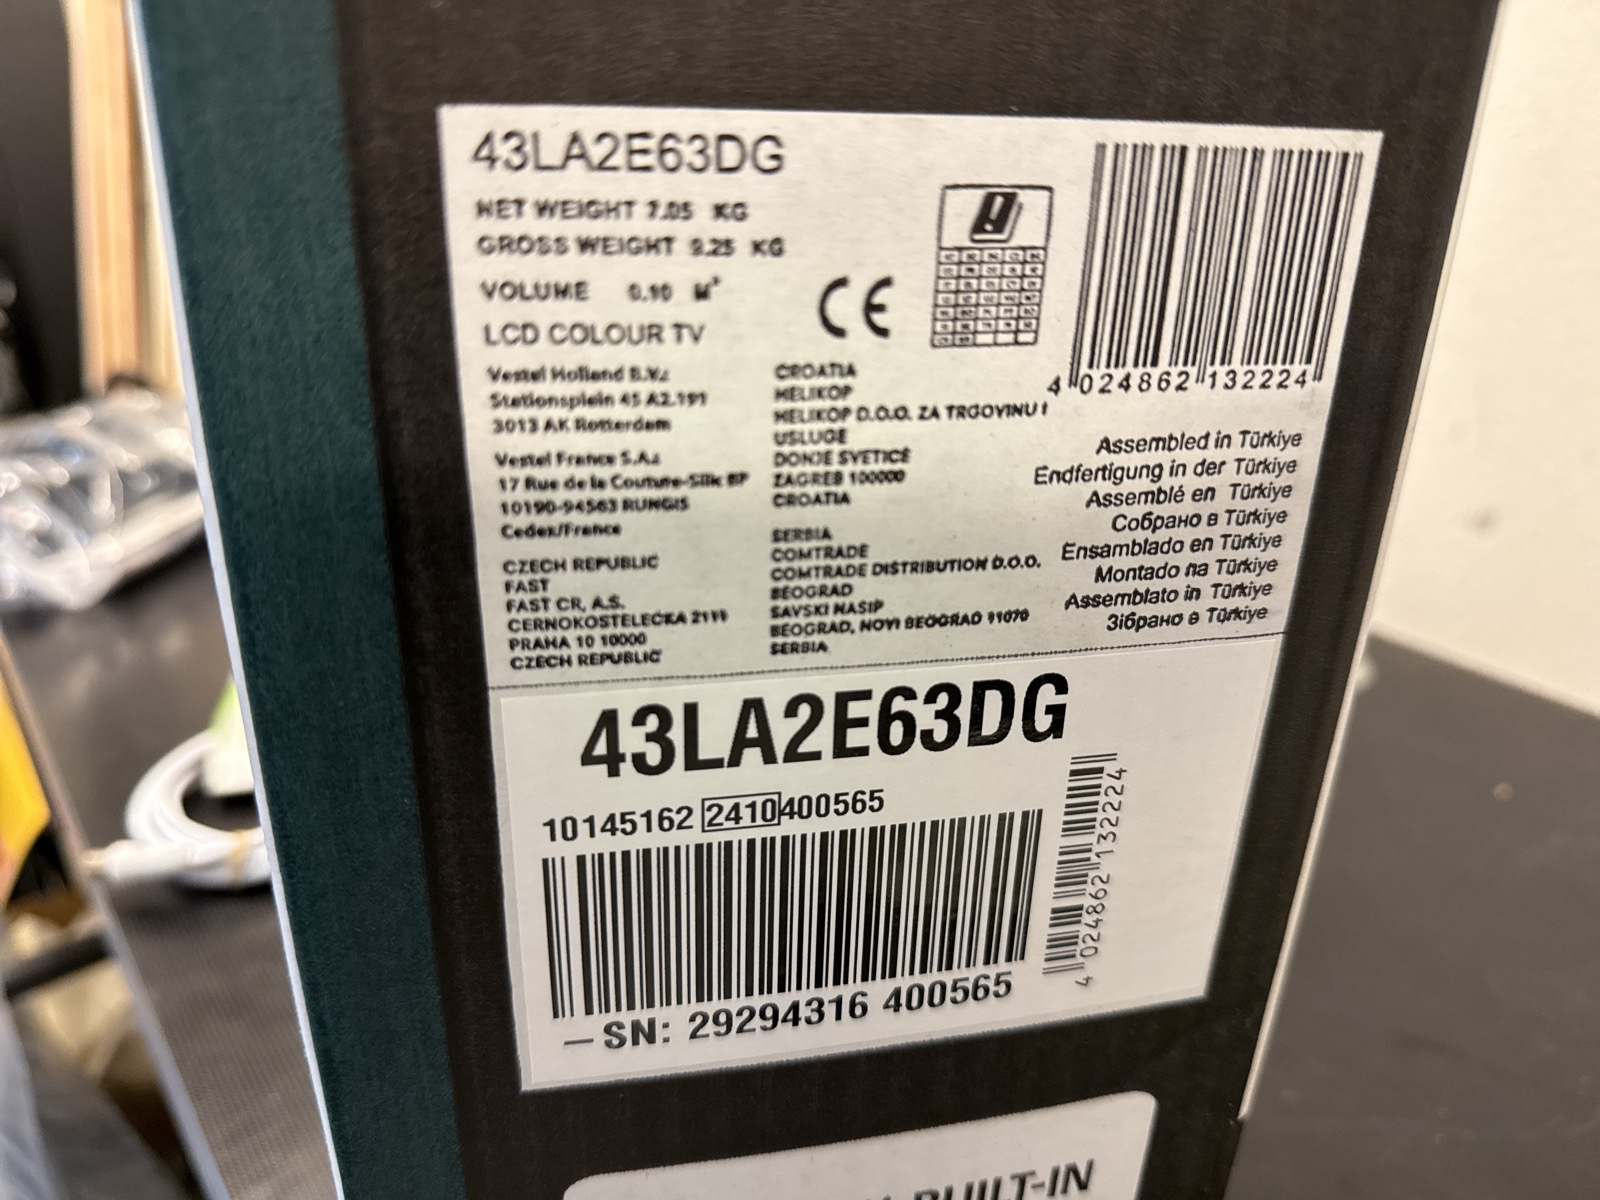 43LA2E63DG
NET WEIGHT 7.05 KG
GROSS WEIGHT 9.25 KG
VOLUME 0.10 M³
LCD COLOUR TV
CE
4 024862 132224
Vestel Holland B.V.:
Stationsplein 45 A2.191
3013 AK Rotterdam
Vestel France S.A.:
17 Rue de la Couture-Silic BP
10190-94563 RUNGIS
Cedex/France
CZECH REPUBLIC
FAST
FAST CR, A.S.
CERNOKOSTELECKA 2111
PRAHA 10 10000
CZECH REPUBLIC
CROATIA
HELIKOP
HELIKOP D.O.O. ZA TRGOVINU I
USLUGE
DONJE SVETICE
ZAGREB 100000
CROATIA
SERBIA
COMTRADE
COMTRADE DISTRIBUTION D.O.O.
BEOGRAD
SAVSKI NASIP
BEOGRAD, NOVI BEOGRAD 11070
SERBIA
Assembled in Türkiye
Endfertigung in der Türkiye
Assemblé en Türkiye
Собрано в Türkiye
Ensamblado en Türkiye
Montado na Türkiye
Assemblato in Türkiye
Зібрано в Türkiye
43LA2E63DG
10145162 2410 400565
4 024862 132224
– SN: 29294316 400565
BUILT-IN